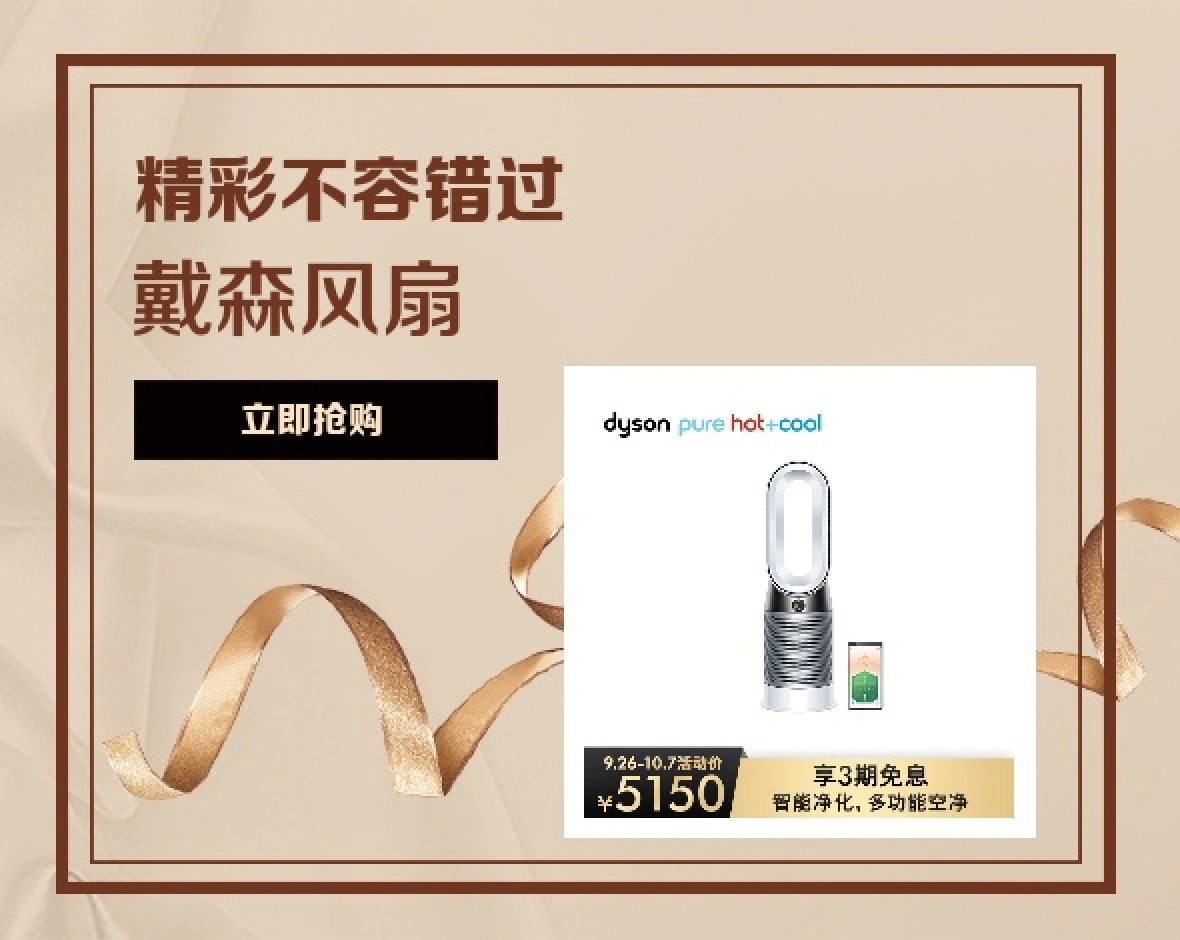 精彩不容错过
戴森风扇
立即抢购
dyson pure hot+cool
9.26-10.7活动价
¥5150
享3期免息
智能净化，多功能空净